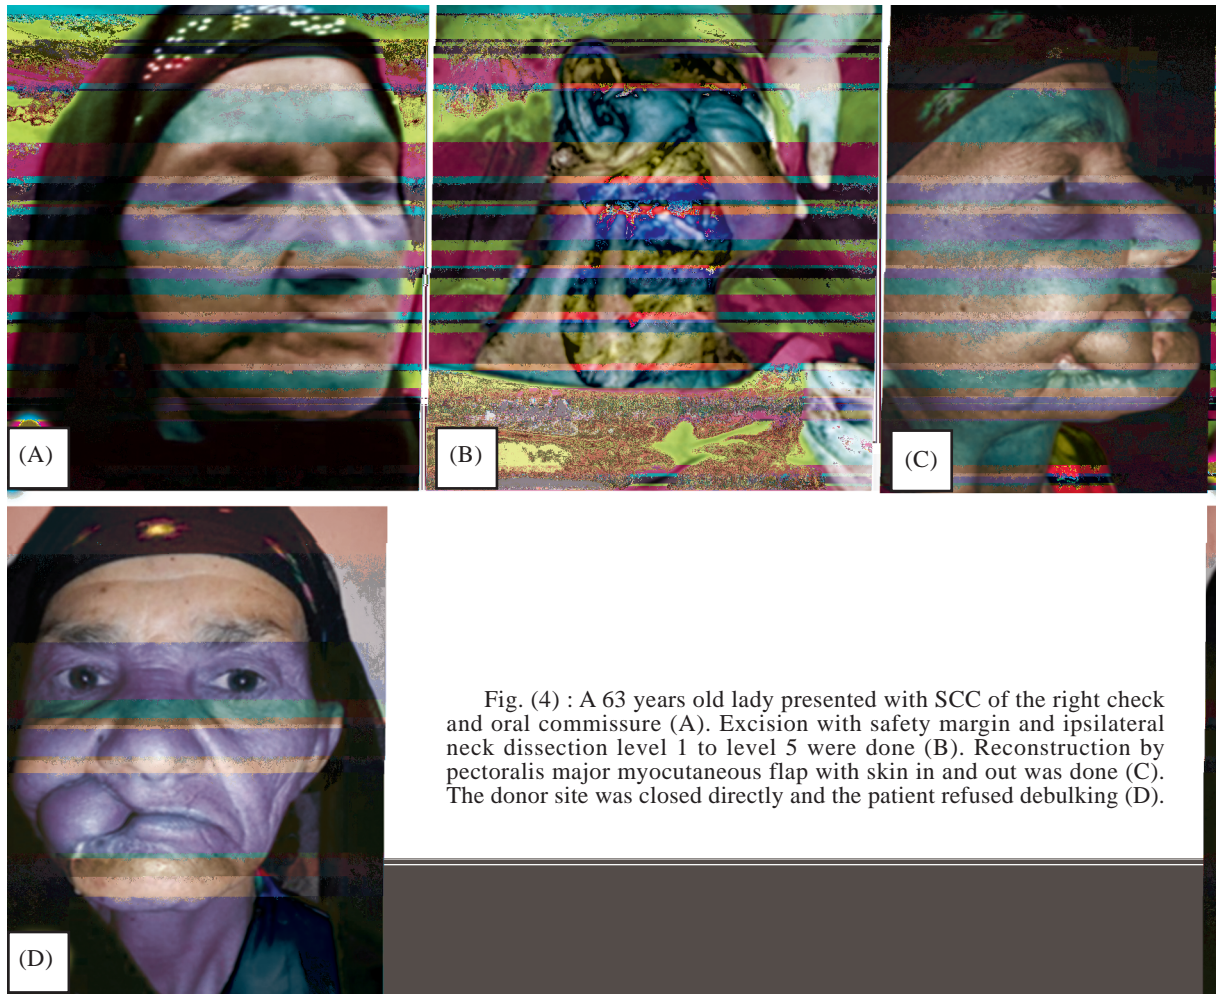 (A)
(B)
(C)
(D)
Fig. (4) : A 63 years old lady presented with SCC of the right check
and oral commissure (A). Excision with safety margin and ipsilateral
neck dissection level 1 to level 5 were done (B). Reconstruction by
pectoralis major myocutaneous flap with skin in and out was done (C).
The donor site was closed directly and the patient refused debulking (D).